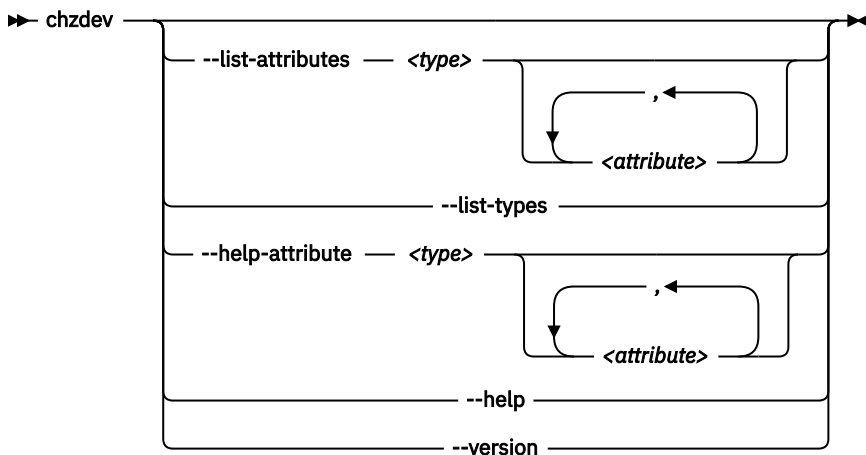 chzdev
--list-attributes <type>
,
<attribute>
--list-types
--help-attribute <type>
,
<attribute>
--help
--version